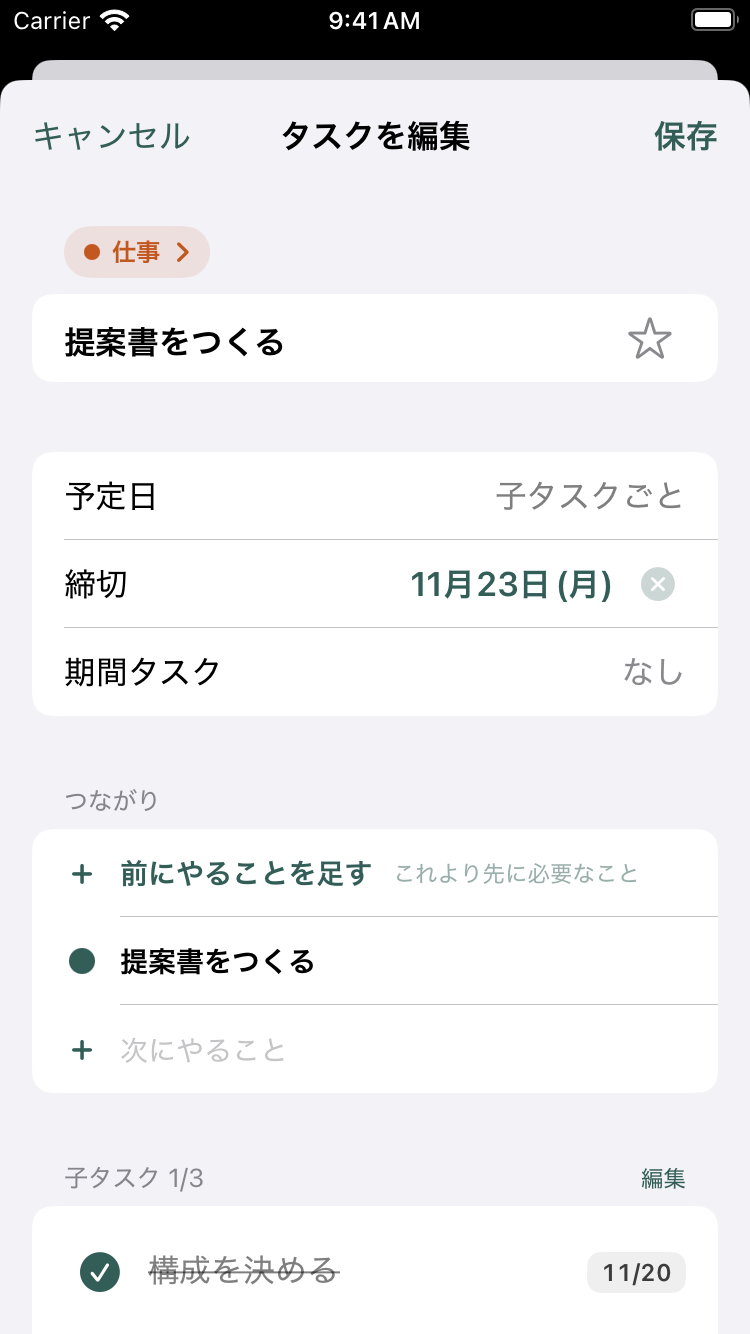 Carrier 9:41 AM
キャンセル タスクを編集 保存
仕事
提案書をつくる
予定日 子タスクごと
締切 11月23日(月)
期間タスク なし
つながり
前にやることを足す これより先に必要なこと
提案書をつくる
次にやること
子タスク 1/3 編集
構成を決める 11/20